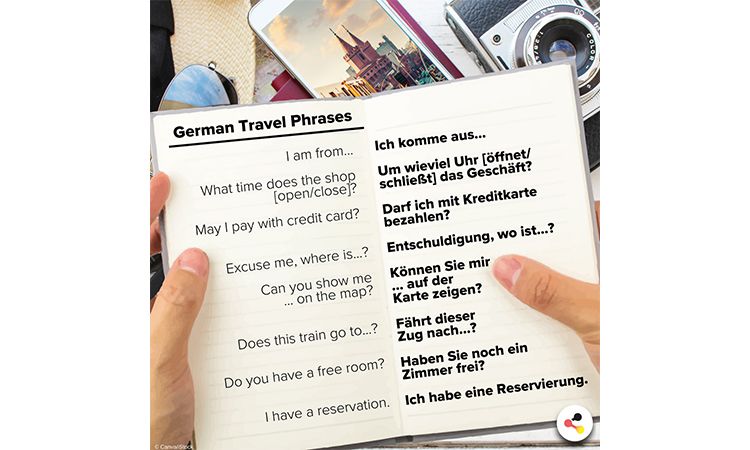 German Travel Phrases
I am from...
Ich komme aus...
What time does the shop
[open/close]?
Um wieviel Uhr [öffnet/
schließt] das Geschäft?
May I pay with credit card?
Darf ich mit Kreditkarte
bezahlen?
Excuse me, where is...?
Entschuldigung, wo ist...?
Can you show me
... on the map?
Können Sie mir
... auf der
Karte zeigen?
Does this train go to...?
Fährt dieser
Zug nach...?
Do you have a free room?
Haben Sie noch ein
Zimmer frei?
I have a reservation.
Ich habe eine Reservierung.
© Canva/iStock